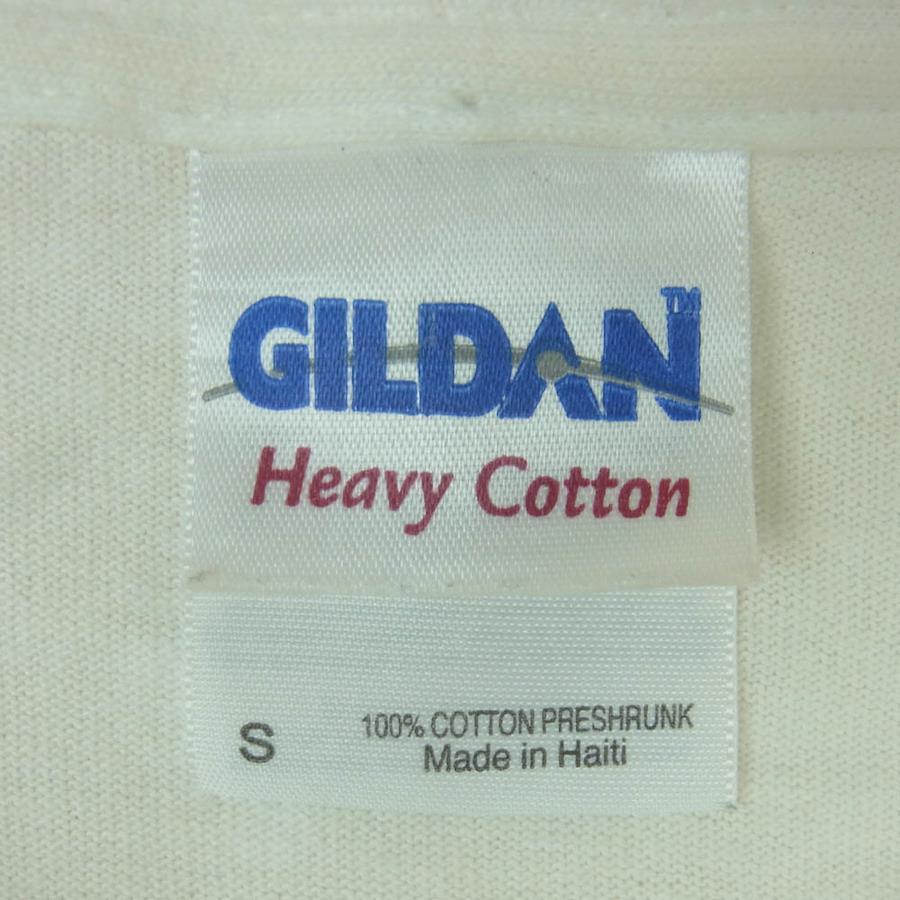 GILDAN™
Heavy Cotton
S
100% COTTON PRESHRUNK
Made in Haiti